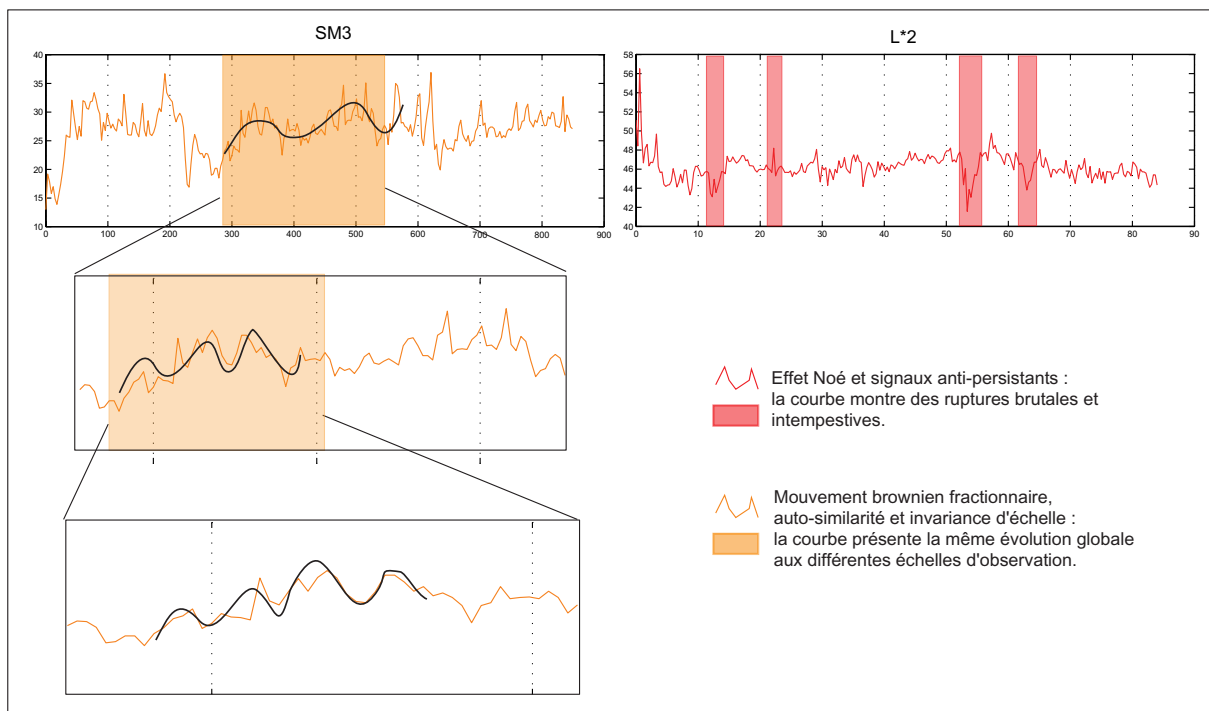 SM3
40
35
30
25
20
15
10
0 100 200 300 400 500 600 700 800 900
L*2
58
56
54
52
50
48
46
44
42
40
0 10 20 30 40 50 60 70 80 90
Effet Noé et signaux anti-persistants :
la courbe montre des ruptures brutales et
intempestives.
Mouvement brownien fractionnaire,
auto-similarité et invariance d'échelle :
la courbe présente la même évolution globale
aux différentes échelles d'observation.